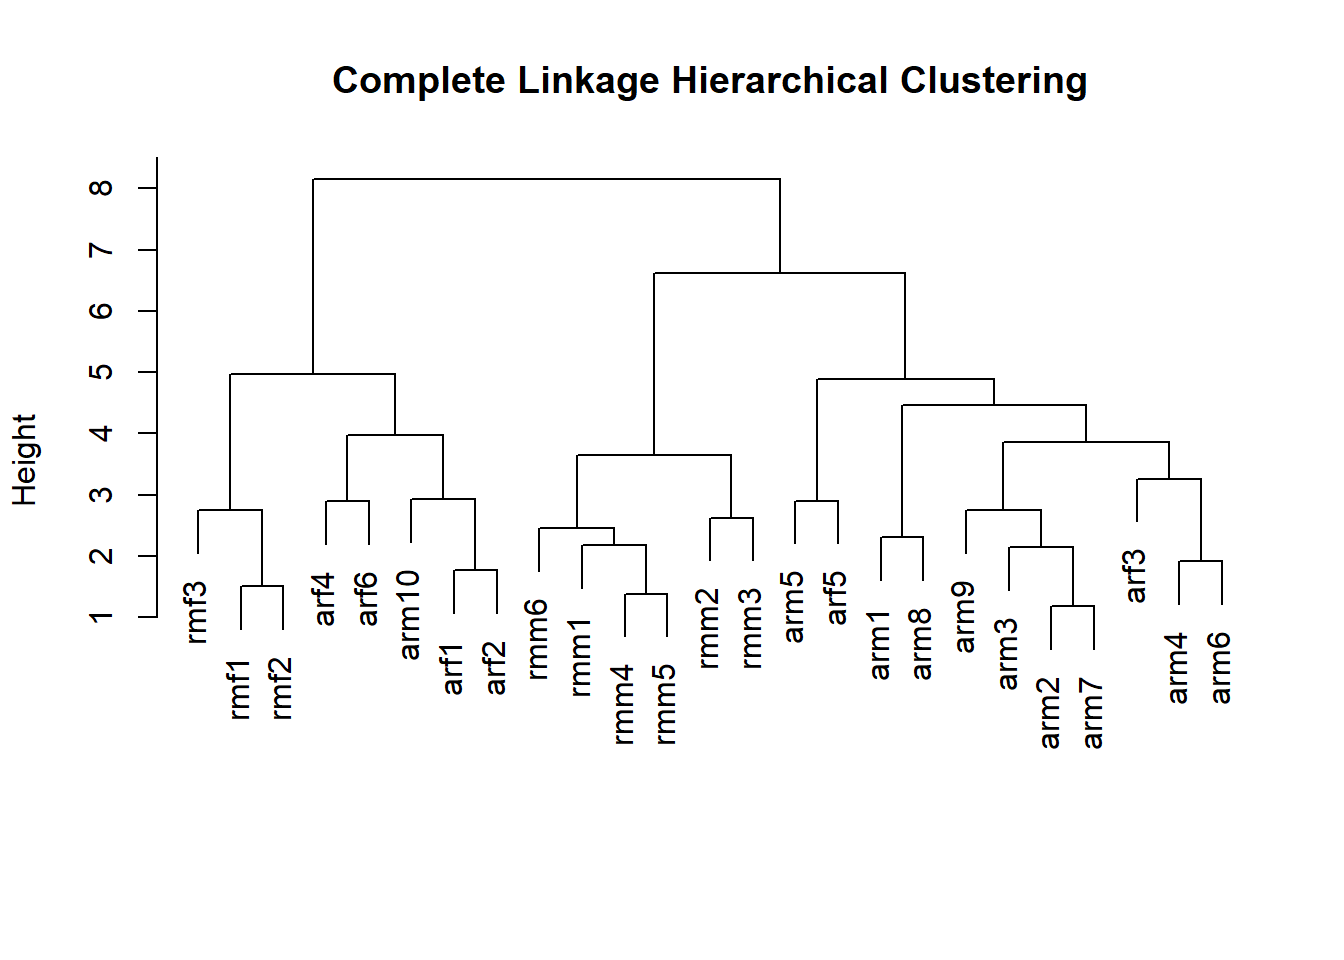 Complete Linkage Hierarchical Clustering
Height
8
7
6
5
4
3
2
1
rmf3
rmf1
rmf2
arf4
arf6
arm10
arf1
arf2
rmm6
rmm1
rmm4
rmm5
rmm2
rmm3
arm5
arf5
arm1
arm8
arm9
arm3
arm2
arm7
arf3
arm4
arm6